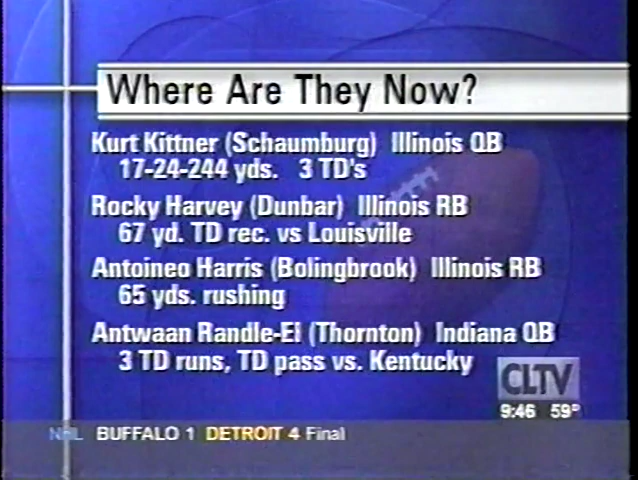 Where Are They Now?
Kurt Kittner (Schaumburg) Illinois QB
17-24-244 yds. 3 TD's
Rocky Harvey (Dunbar) Illinois RB
67 yd. TD rec. vs Louisville
Antoineo Harris (Bolingbrook) Illinois RB
65 yds. rushing
Antwaan Randle-El (Thornton) Indiana QB
3 TD runs, TD pass vs. Kentucky
CLTV
9:46 59°
NHL BUFFALO 1 DETROIT 4 Final